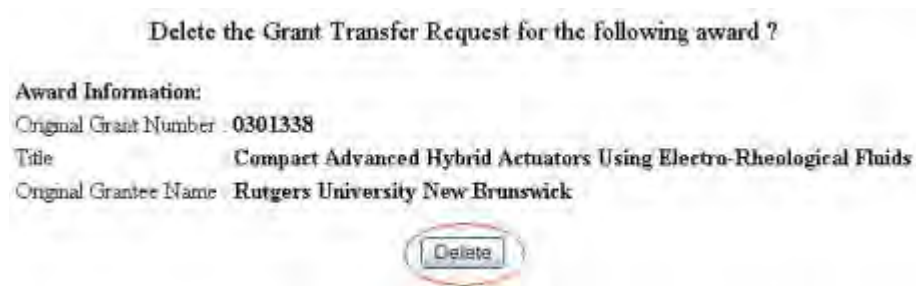 Delete the Grant Transfer Request for the following award ?
Award Information:
Original Grant Number : 0301338
Title Compact Advanced Hybrid Actuators Using Electro-Rheological Fluids
Original Grantee Name Rutgers University New Brunswick
Delete